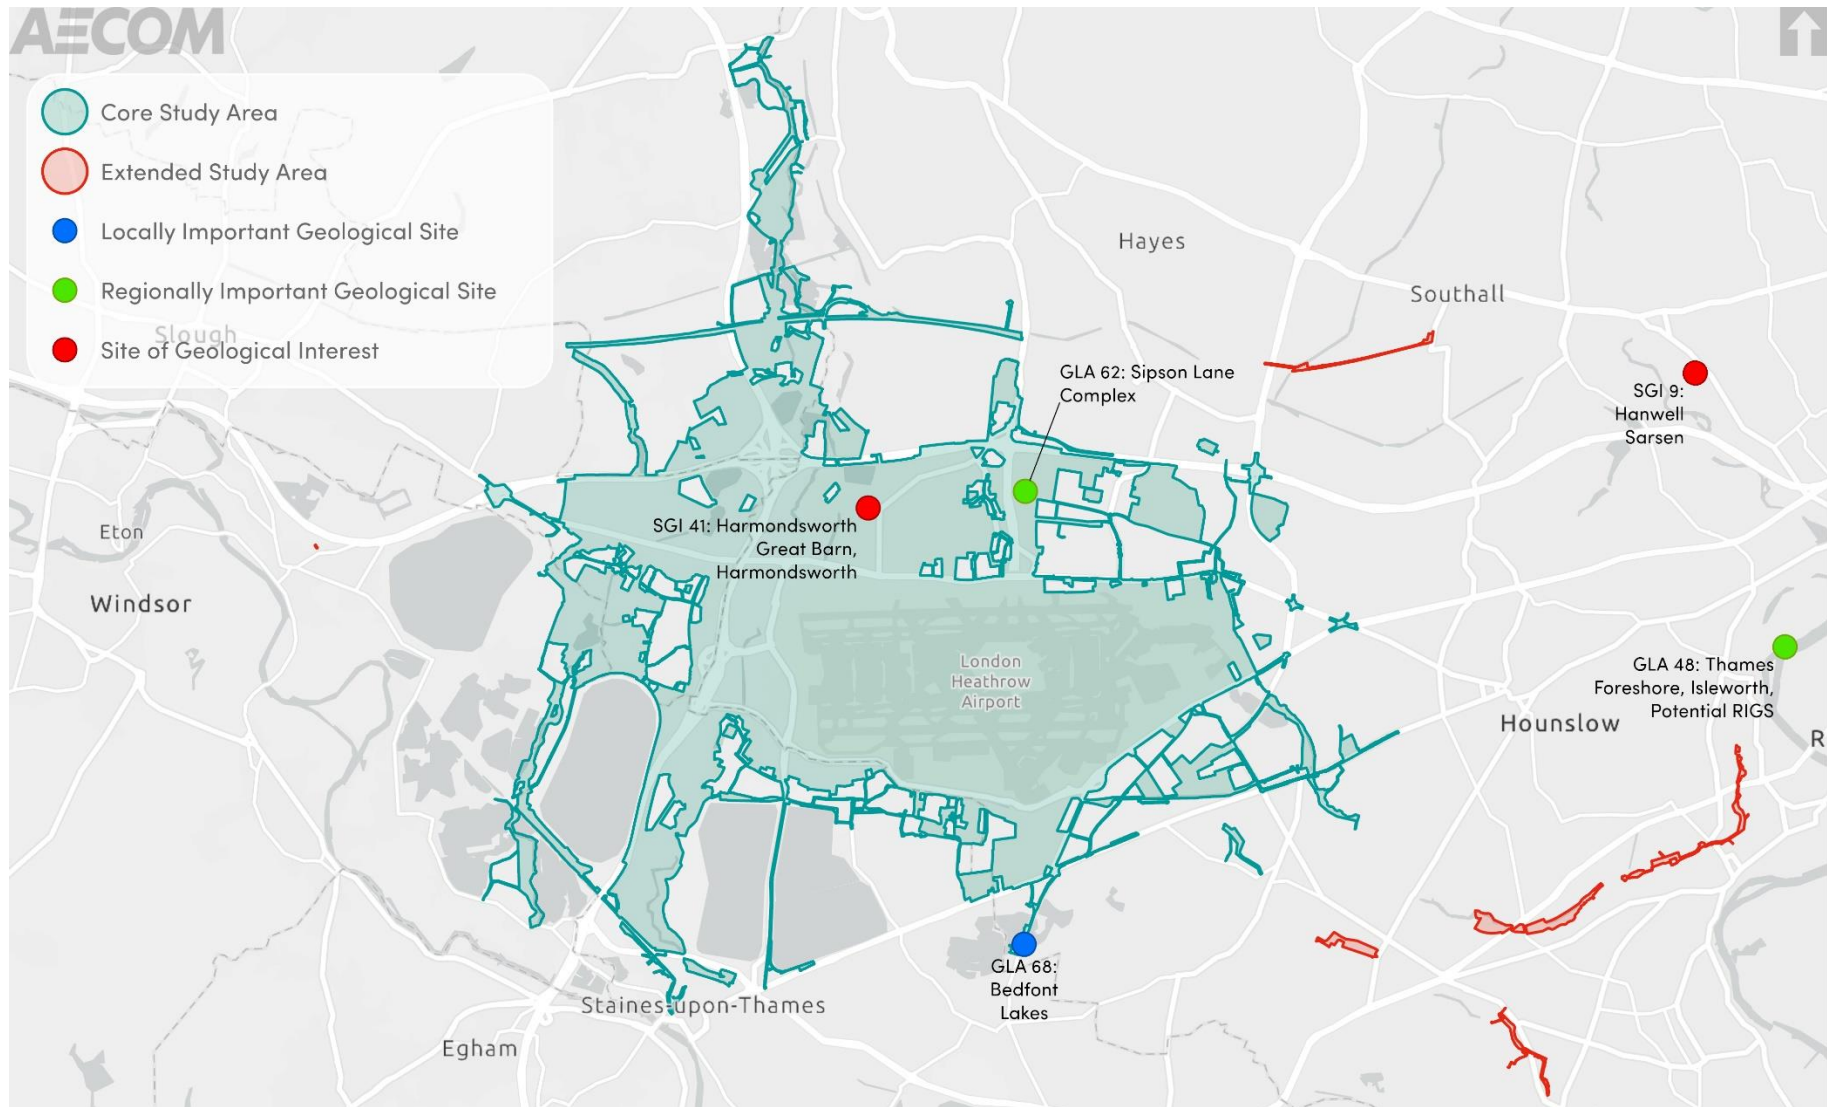 AECOM
Core Study Area
Extended Study Area
Locally Important Geological Site
Regionally Important Geological Site
Slough
Site of Geological Interest
Hayes
Southall
GLA 62: Sipson Lane
Complex
SGI 9:
Hanwell
Sarsen
SGI 41: Harmondsworth
Great Barn,
Harmondsworth
Eton
Windsor
London
Heathrow
Airport
GLA 48: Thames
Foreshore, Isleworth,
Potential RIGS
Hounslow
R
GLA 68:
Bedfont
Lakes
Staines-upon-Thames
Egham